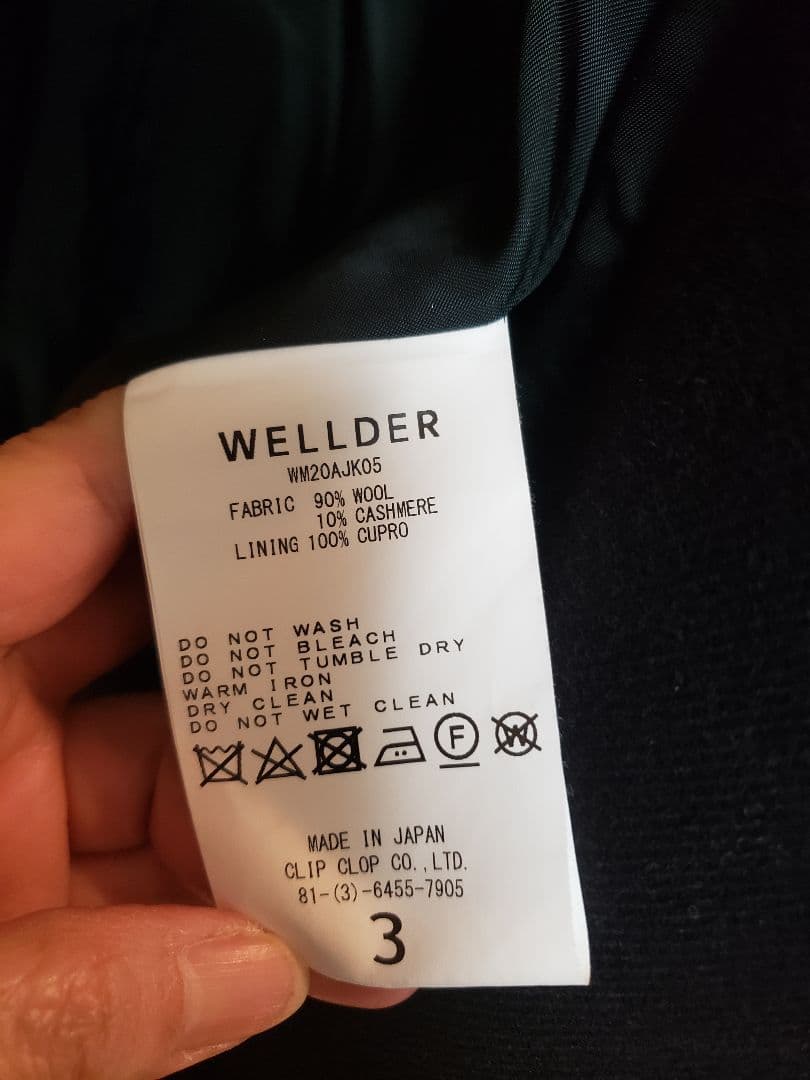 WELLDER
WM20AJK05
FABRIC 90% WOOL
10% CASHMERE
LINING 100% CUPRO
DO NOT WASH
DO NOT BLEACH
DO NOT TUMBLE DRY
WARM IRON
DRY CLEAN
DO NOT WET CLEAN
F W
MADE IN JAPAN
CLIP CLOP CO.,LTD.
81-(3)-6455-7905
3